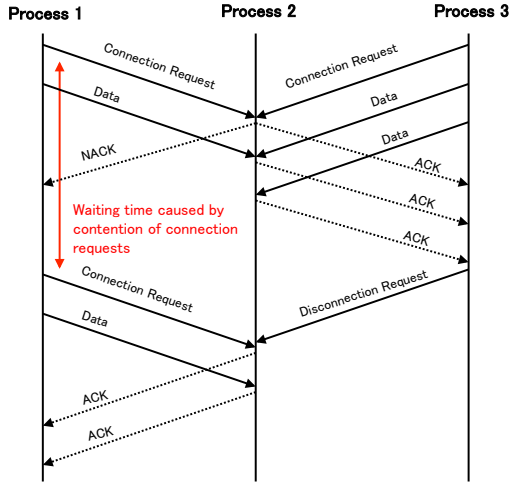 Process 1
Process 2
Process 3
Connection Request
Connection Request
Data
Data
Data
NACK
ACK
ACK
Waiting time caused by
contention of connection
requests
ACK
Connection Request
Disconnection Request
Data
ACK
ACK